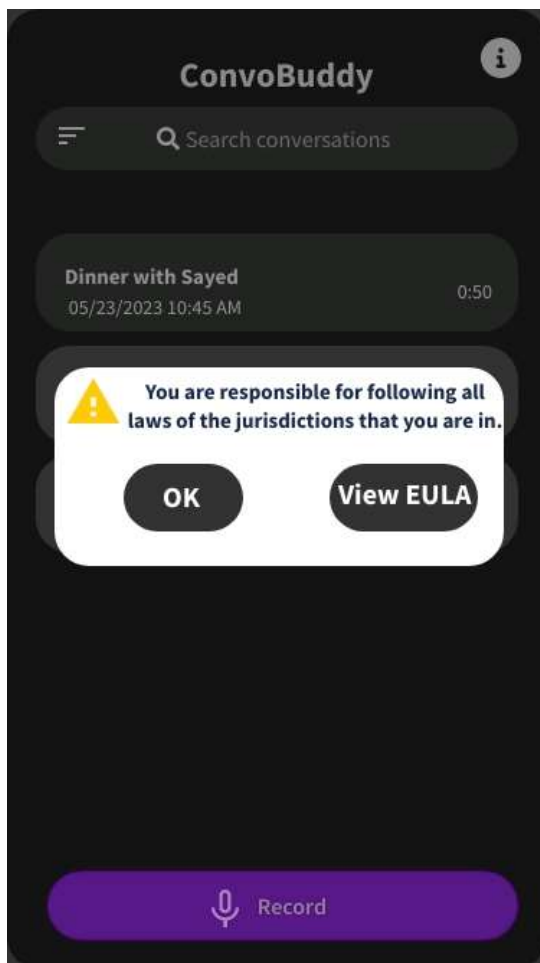 ConvoBuddy
Search conversations
Dinner with Sayed
05/23/2023 10:45 AM
0:50
You are responsible for following all
laws of the jurisdictions that you are in.
OK
View EULA
Record